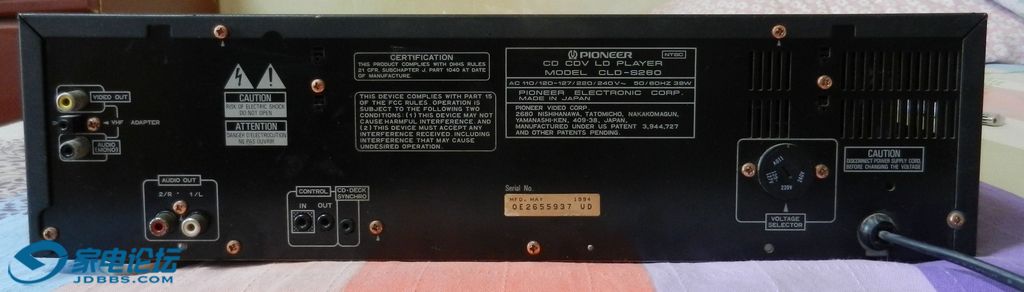 VIDEO OUT
VHF ADAPTER
AUDIO
(MONO)
AUDIO OUT
2/R 1/L
CAUTION
RISK OF ELECTRIC SHOCK
DO NOT OPEN
ATTENTION
DANGER D'ELECTROCUTION
NE PAS OUVRIR
CONTROL
IN OUT
CD-DECK
SYNCHRO
CERTIFICATION
THIS PRODUCT COMPLIES WITH DHHS RULES
21 CFR, SUBCHAPTER J, PART 1040 AT DATE
OF MANUFACTURE.
THIS DEVICE COMPLIES WITH PART 15
OF THE FCC RULES. OPERATION IS
SUBJECT TO THE FOLLOWING TWO
CONDITIONS: (1) THIS DEVICE MAY NOT
CAUSE HARMFUL INTERFERENCE, AND
(2) THIS DEVICE MUST ACCEPT ANY
INTERFERENCE RECEIVED, INCLUDING
INTERFERENCE THAT MAY CAUSE
UNDESIRED OPERATION.
PIONEER
NTSC
CD CDV LD PLAYER
MODEL CLD-S260
AC 110/120-127/220/240V~ 50/60HZ 39W
PIONEER ELECTRONIC CORP.
MADE IN JAPAN
PIONEER VIDEO CORP.
2680 NISHIHANAWA, TATOMICHO, NAKAKOMAGUN,
YAMANASHI-KEN, 409-38, JAPAN,
MANUFACTURED UNDER US PATENT 3,944,727
AND OTHER PATENTS PENDING.
Serial No.
MFD. MAY 1994
OE2655937 UD
220V
240V
VOLTAGE
SELECTOR
CAUTION
DISCONNECT POWER SUPPLY CORD,
BEFORE CHANGING THE VOLTAGE
家电论坛
JDBBS.COM